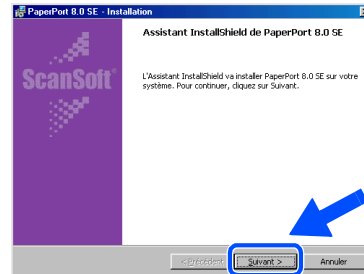 PaperPort 8.0 SE - Installation
Assistant InstallShield de PaperPort 8.0 SE
ScanSoft®
L'Assistant InstallShield va installer PaperPort 8.0 SE sur votre
système. Pour continuer, cliquez sur Suivant.
< Précédent
Suivant >
Annuler